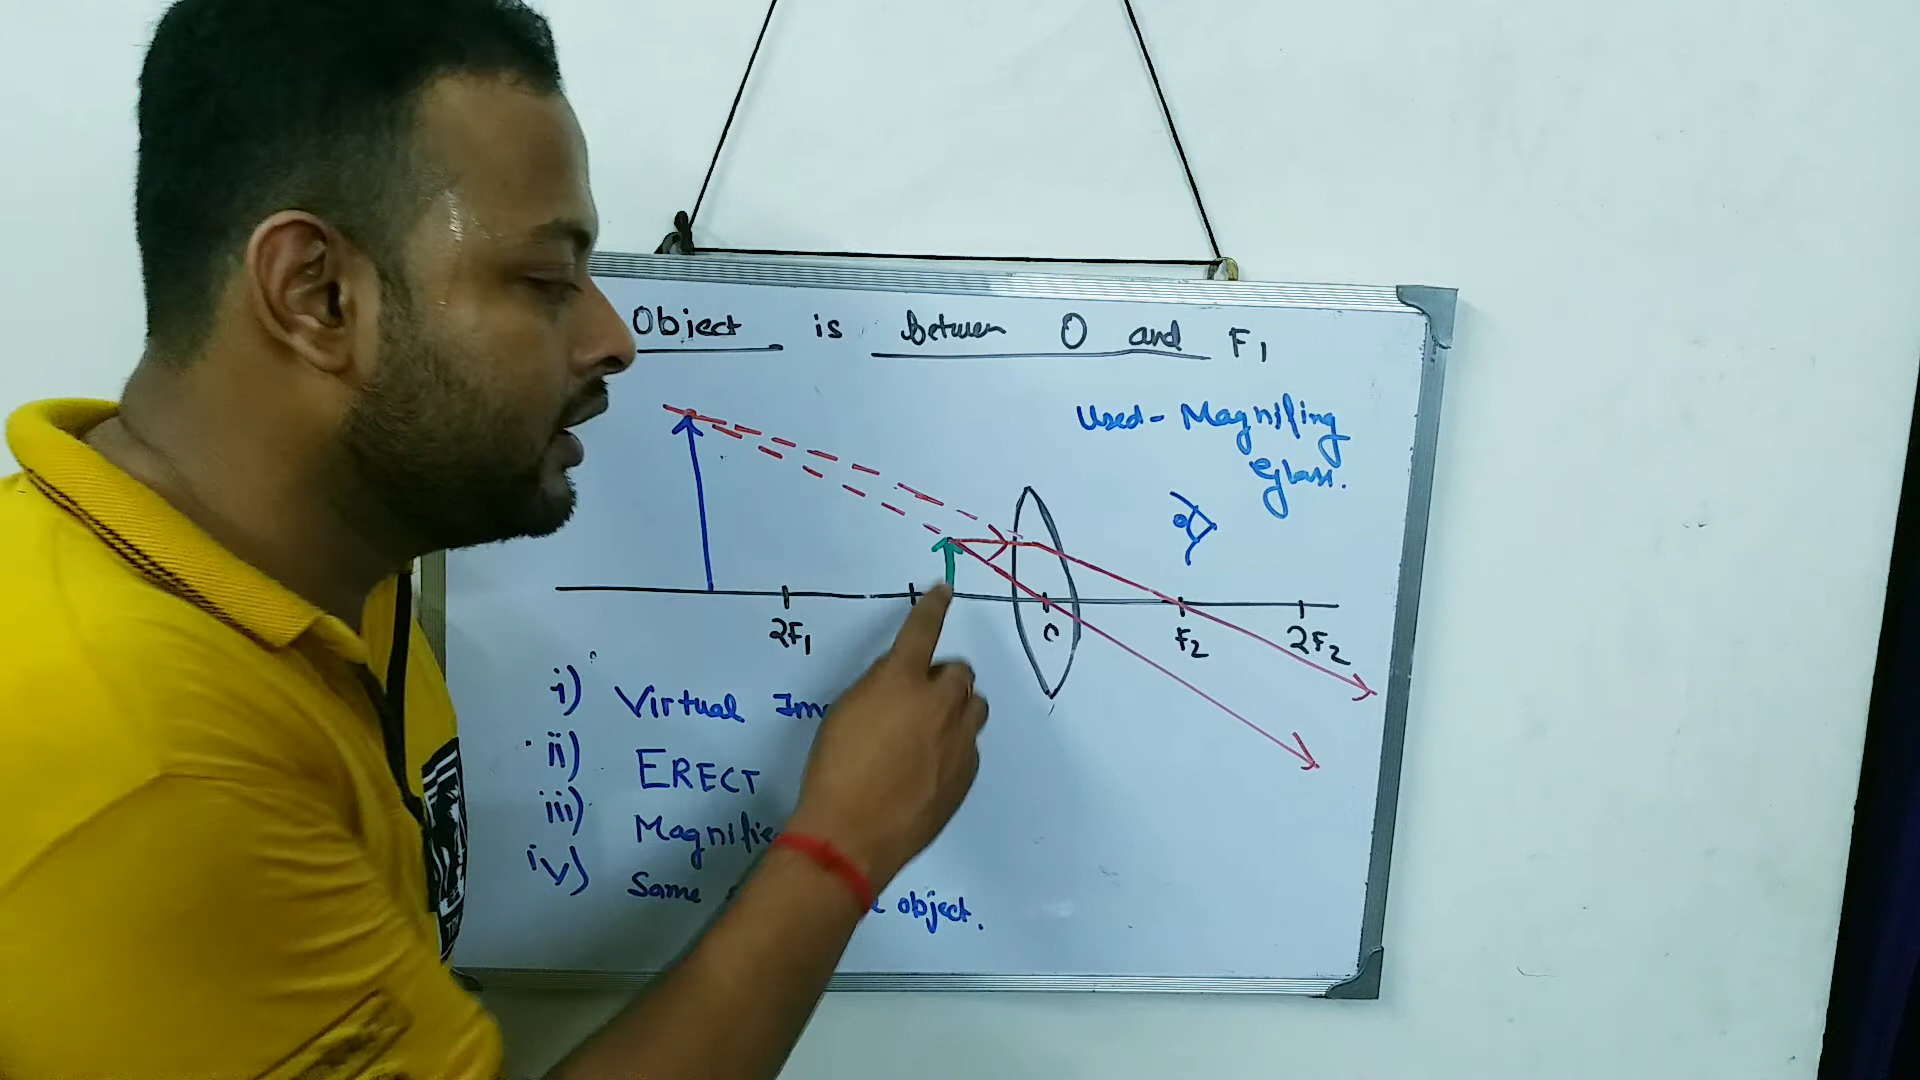 Object is between O and F1
Used - Magnifing
Glass.
2F1 O F2 2F2
i) Virtual Im
ii) ERECT
iii) Magnifie
iv) Same object.